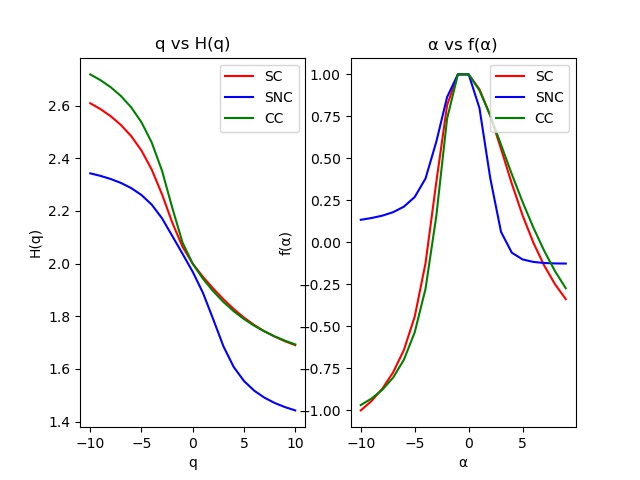 q vs H(q)
H(q)
2.6
2.4
2.2
2.0
1.8
1.6
1.4
−10
−5
0
5
10
q
SC
SNC
CC
α vs f(α)
f(α)
1.00
0.75
0.50
0.25
0.00
−0.25
−0.50
−0.75
−1.00
−10
−5
0
5
α
SC
SNC
CC